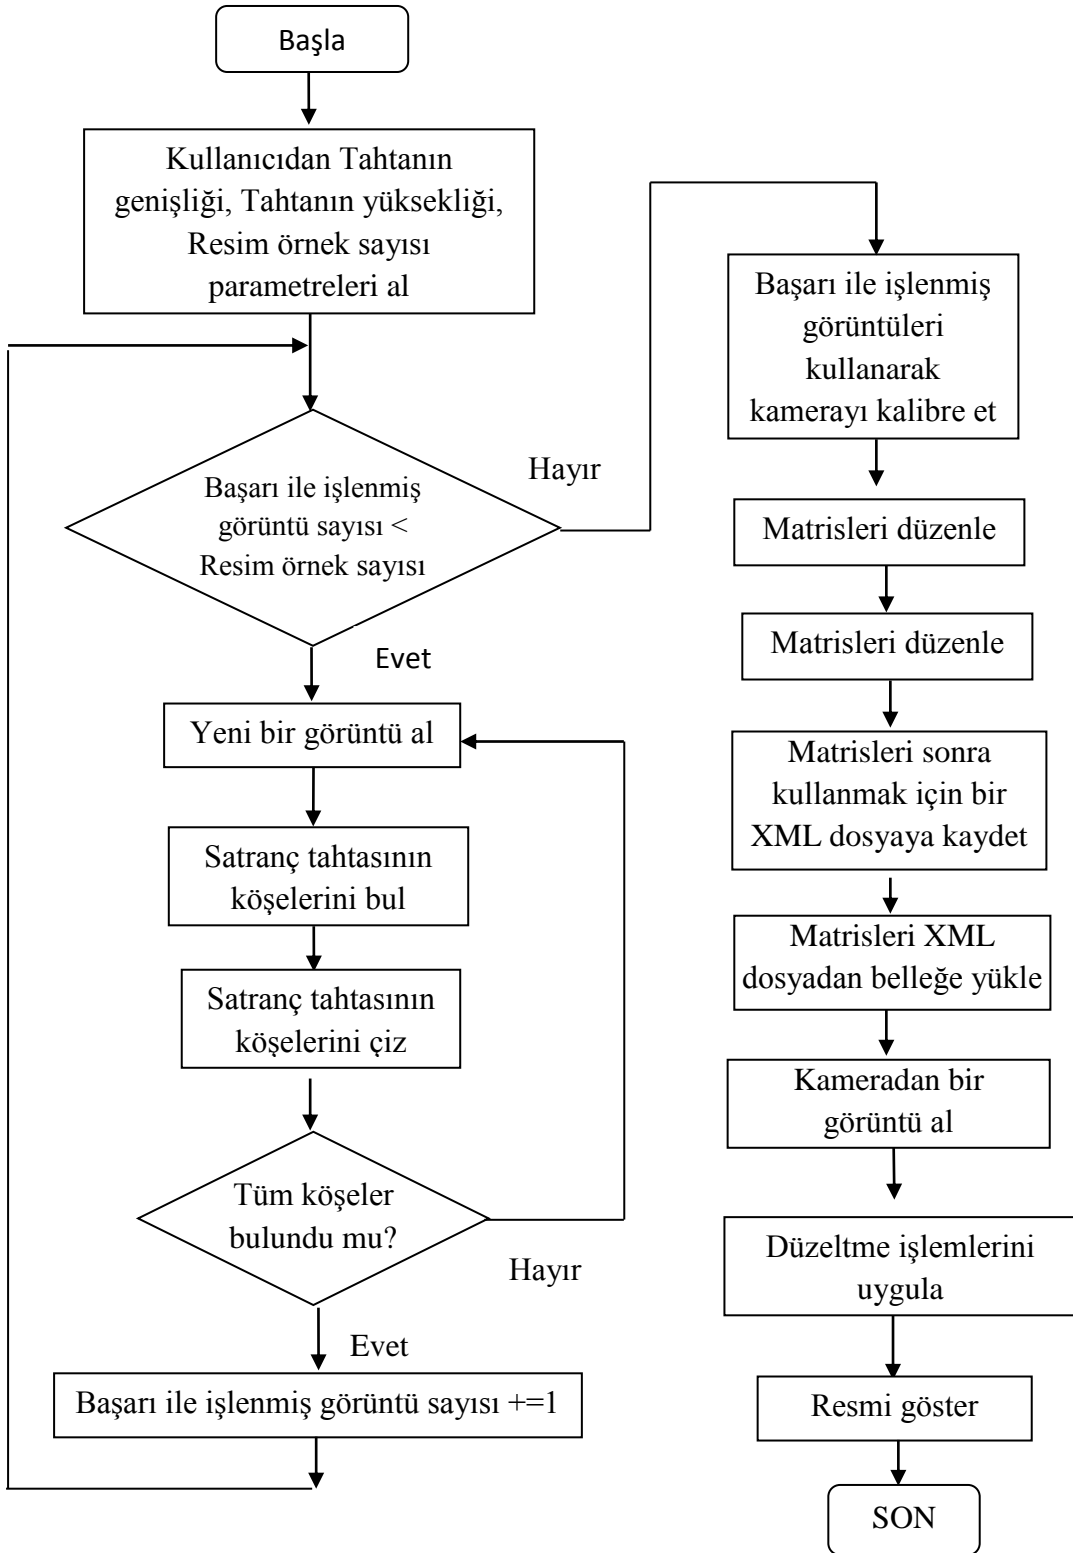 Başla
Kullanıcıdan Tahtanın
genişliği, Tahtanın yüksekliği,
Resim örnek sayısı
parametreleri al
Başarı ile işlenmiş
görüntü sayısı <
Resim örnek sayısı
Hayır
Evet
Yeni bir görüntü al
Satranç tahtasının
köşelerini bul
Satranç tahtasının
köşelerini çiz
Tüm köşeler
bulundu mu?
Hayır
Evet
Başarı ile işlenmiş görüntü sayısı +=1
Başarı ile işlenmiş
görüntüleri
kullanarak
kamerayı kalibre et
Matrisleri düzenle
Matrisleri düzenle
Matrisleri sonra
kullanmak için bir
XML dosyaya kaydet
Matrisleri XML
dosyadan belleğe yükle
Kameradan bir
görüntü al
Düzeltme işlemlerini
uygula
Resmi göster
SON